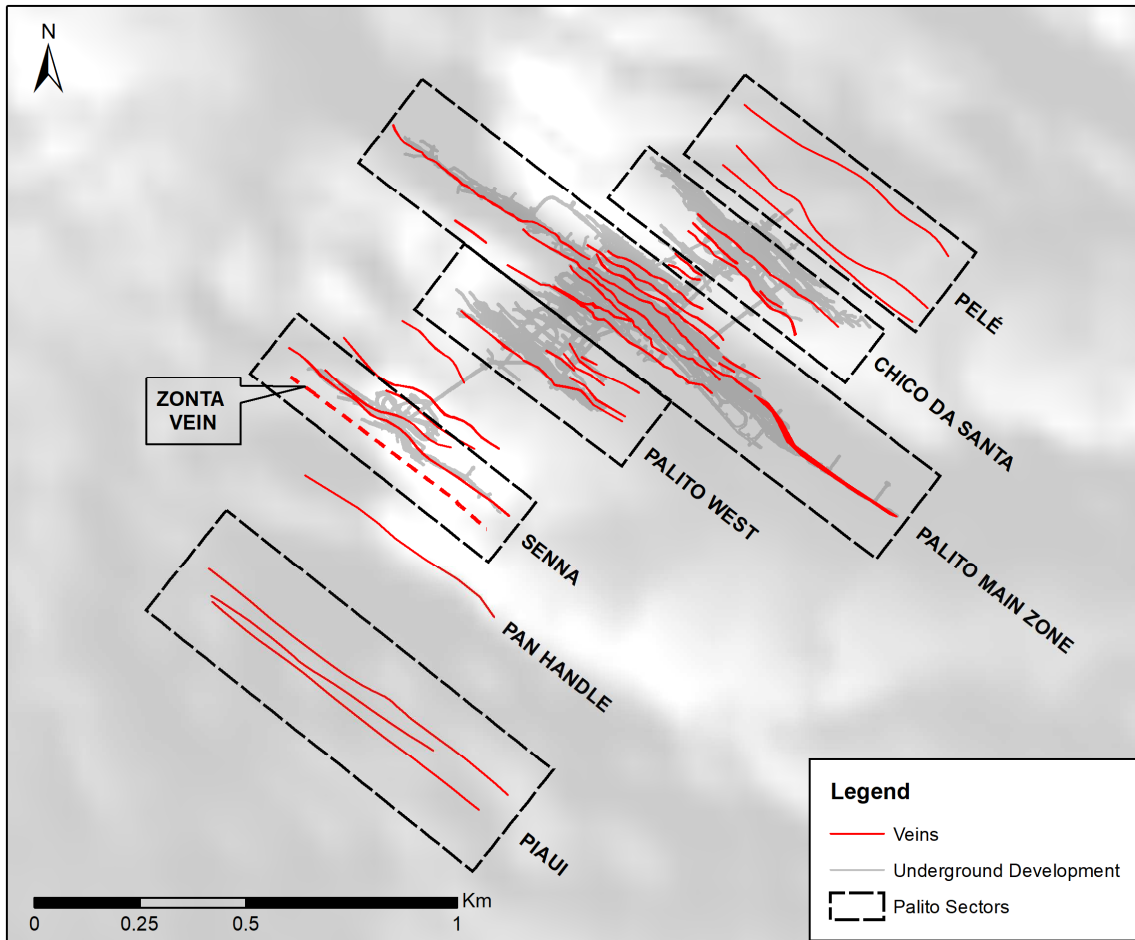 N
PELÉ
CHICO DA SANTA
ZONTA
VEIN
PALITO WEST
PALITO MAIN ZONE
SENNA
PAN HANDLE
PIAUI
Legend
Veins
Underground Development
Palito Sectors
Km
0 0.25 0.5 1